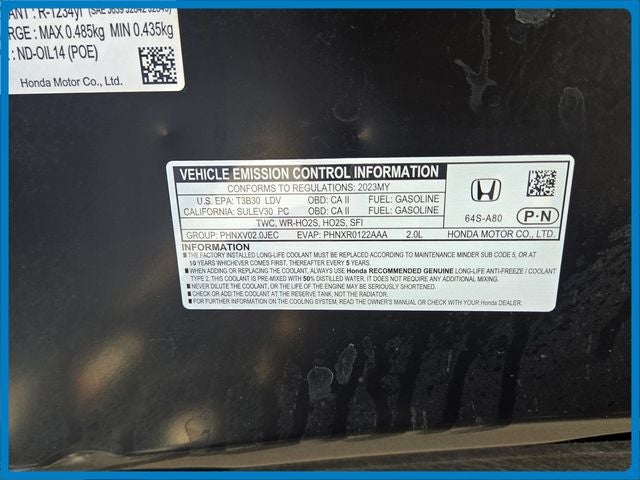 ANT : R-1234yf (SAE J639
RGE : MAX 0.485kg MIN 0.435kg
: ND-OIL14 (POE)
Honda Motor Co., Ltd.
VEHICLE EMISSION CONTROL INFORMATION
CONFORMS TO REGULATIONS: 2023MY
U.S. EPA: T3B30 LDV OBD: CA II FUEL: GASOLINE
CALIFORNIA: SULEV30 PC OBD: CA II FUEL: GASOLINE
TWC, WR-HO2S, HO2S, SFI
GROUP: PHNXV02.0JEC EVAP: PHNXR0122AAA 2.0L
64S-A80 P-N
HONDA MOTOR CO., LTD.
INFORMATION
■ THE FACTORY INSTALLED LONG-LIFE COOLANT MUST BE REPLACED ACCORDING TO MAINTENANCE MINDER SUB CODE 5, OR AT
10 YEARS WHICHEVER COMES FIRST. THEREAFTER EVERY 5 YEARS.
■ WHEN ADDING OR REPLACING THE COOLANT, ALWAYS USE Honda RECOMMENDED GENUINE LONG-LIFE ANTI-FREEZE / COOLANT
TYPE 2. THIS COOLANT IS PRE-MIXED WITH 50% DISTILLED WATER. IT DOES NOT REQUIRE ANY ADDITIONAL MIXING.
■ NEVER DILUTE THE COOLANT, OR THE LIFE OF THE ENGINE MAY BE SERIOUSLY SHORTENED.
■ CHECK OR ADD THE COOLANT AT THE RESERVE TANK, NOT THE RADIATOR.
■ FOR FURTHER INFORMATION ON THE COOLING SYSTEM, READ THE OWNER'S MANUAL OR CHECK WITH YOUR Honda DEALER.